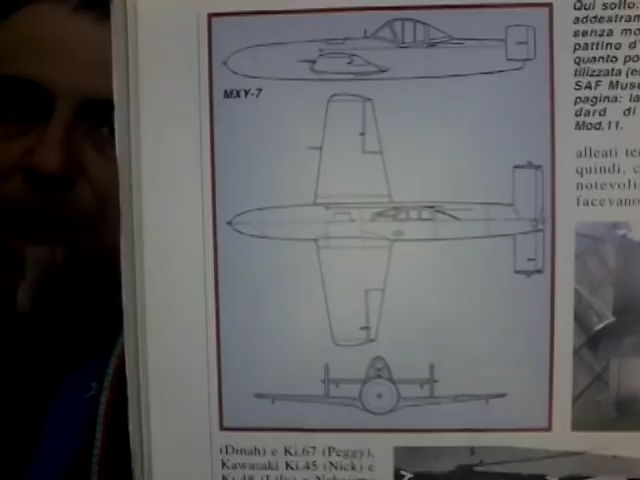 MXY-7
Qui sotto:
addestram
senza mo
pattino d'
quanto po
tilizzata (e
SAF Muse
pagina: la
dard di
Mod.11.
alleati te
quindi, c
notevoli
facevano
(Dinah) e Ki.67 (Peggy),
Kawasaki Ki.45 (Nick) e